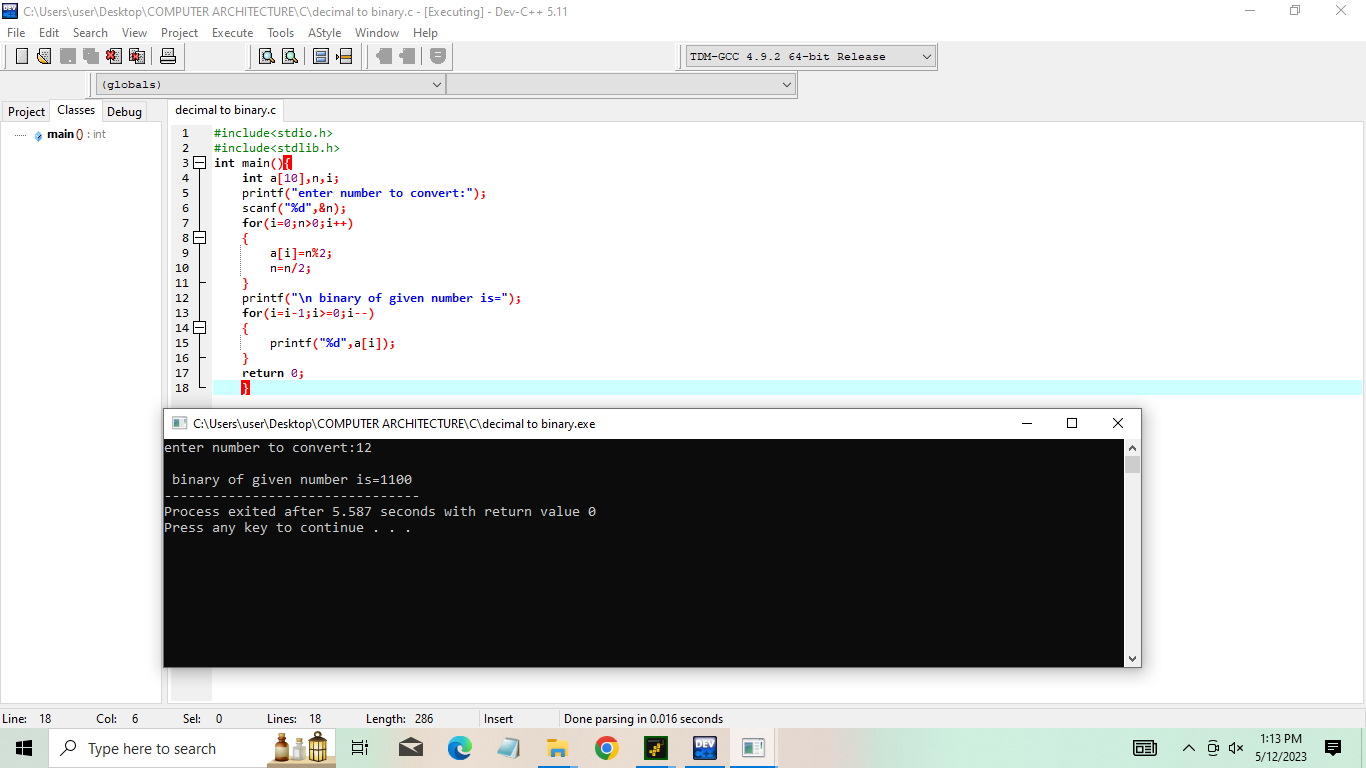 C:\Users\user\Desktop\COMPUTER ARCHITECTURE\C\decimal to binary.c - [Executing] - Dev-C++ 5.11
File Edit Search View Project Execute Tools AStyle Window Help
TDM-GCC 4.9.2 64-bit Release
(globals)
Project Classes Debug
decimal to binary.c
main () : int
1 #include<stdio.h>
2 #include<stdlib.h>
3 int main(){
4 int a[10],n,i;
5 printf("enter number to convert:");
6 scanf("%d",&n);
7 for(i=0;n>0;i++)
8 {
9 a[i]=n%2;
10 n=n/2;
11 }
12 printf("\n binary of given number is=");
13 for(i=i-1;i>=0;i--)
14 {
15 printf("%d",a[i]);
16 }
17 return 0;
18 }
C:\Users\user\Desktop\COMPUTER ARCHITECTURE\C\decimal to binary.exe
enter number to convert:12
binary of given number is=1100
--------------------------------
Process exited after 5.587 seconds with return value 0
Press any key to continue . . .
Line: 18 Col: 6 Sel: 0 Lines: 18 Length: 286 Insert Done parsing in 0.016 seconds
Type here to search
DEV
1:13 PM
5/12/2023